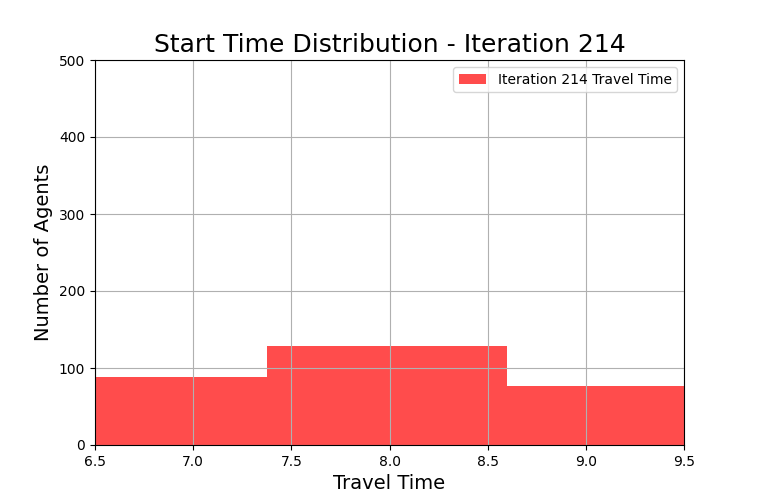 Start Time Distribution - Iteration 214
Iteration 214 Travel Time
Number of Agents
500
400
300
200
100
0
6.5 7.0 7.5 8.0 8.5 9.0 9.5
Travel Time